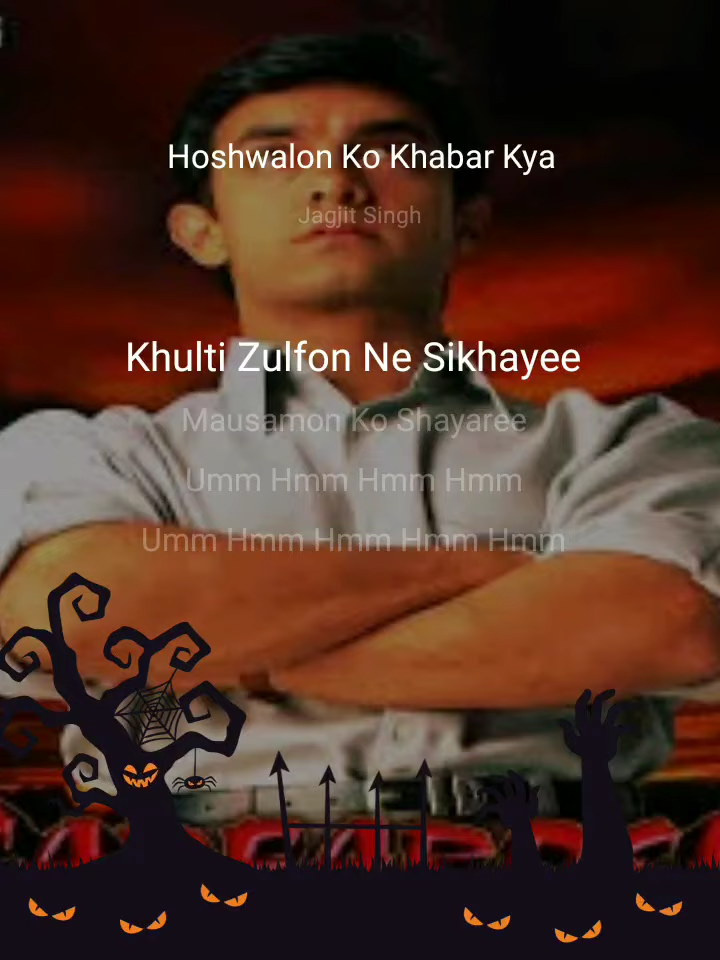 Hoshwalon Ko Khabar Kya
Jagjit Singh
Khulti Zulfon Ne Sikhayee
Mausamon Ko Shayaree
Umm Hmm Hmm Hmm
Umm Hmm Hmm Hmm Hmm